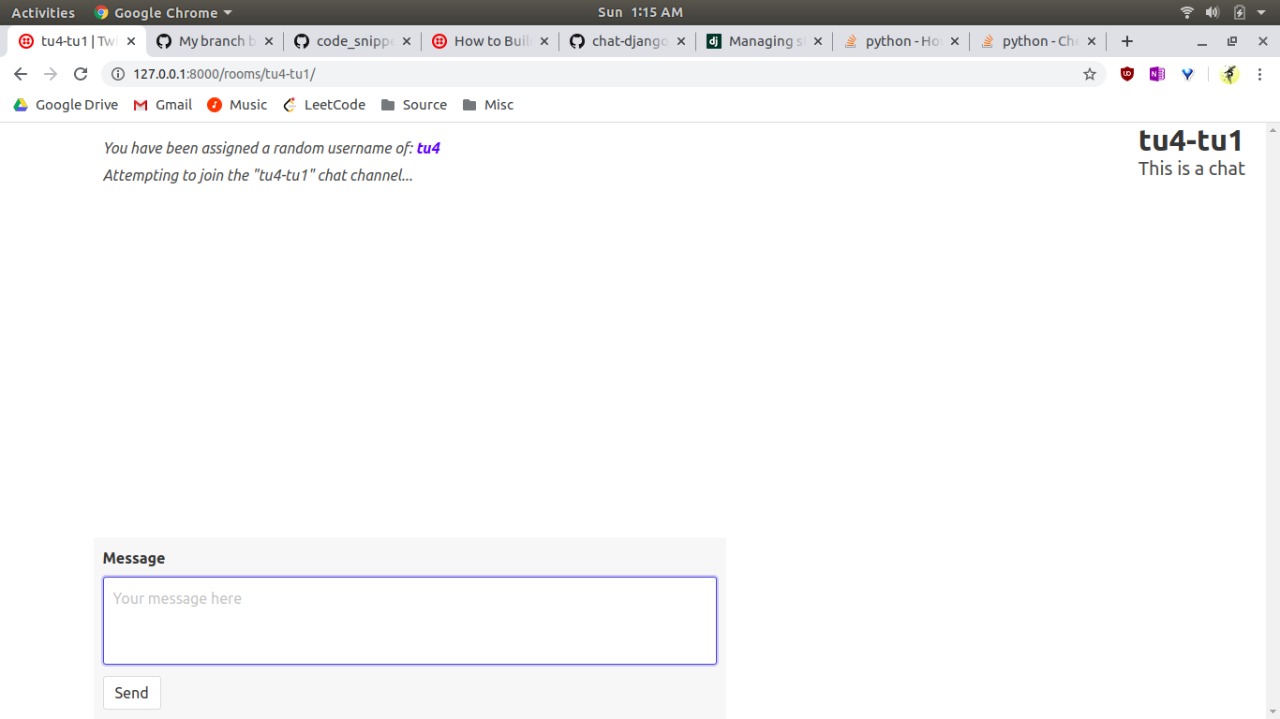 Activities Google Chrome Sun 1:15 AM
tu4-tu1 | Twi My branch b code_snippe How to Buil chat-django Managing s python - Ho python - Che
127.0.0.1:8000/rooms/tu4-tu1/
Google Drive Gmail Music LeetCode Source Misc
You have been assigned a random username of: tu4
Attempting to join the "tu4-tu1" chat channel...
tu4-tu1
This is a chat
Message
Your message here
Send